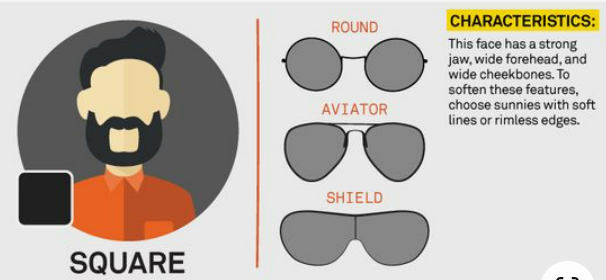 SQUARE
ROUND
AVIATOR
SHIELD
CHARACTERISTICS:
This face has a strong
jaw, wide forehead, and
wide cheekbones. To
soften these features,
choose sunnies with soft
lines or rimless edges.